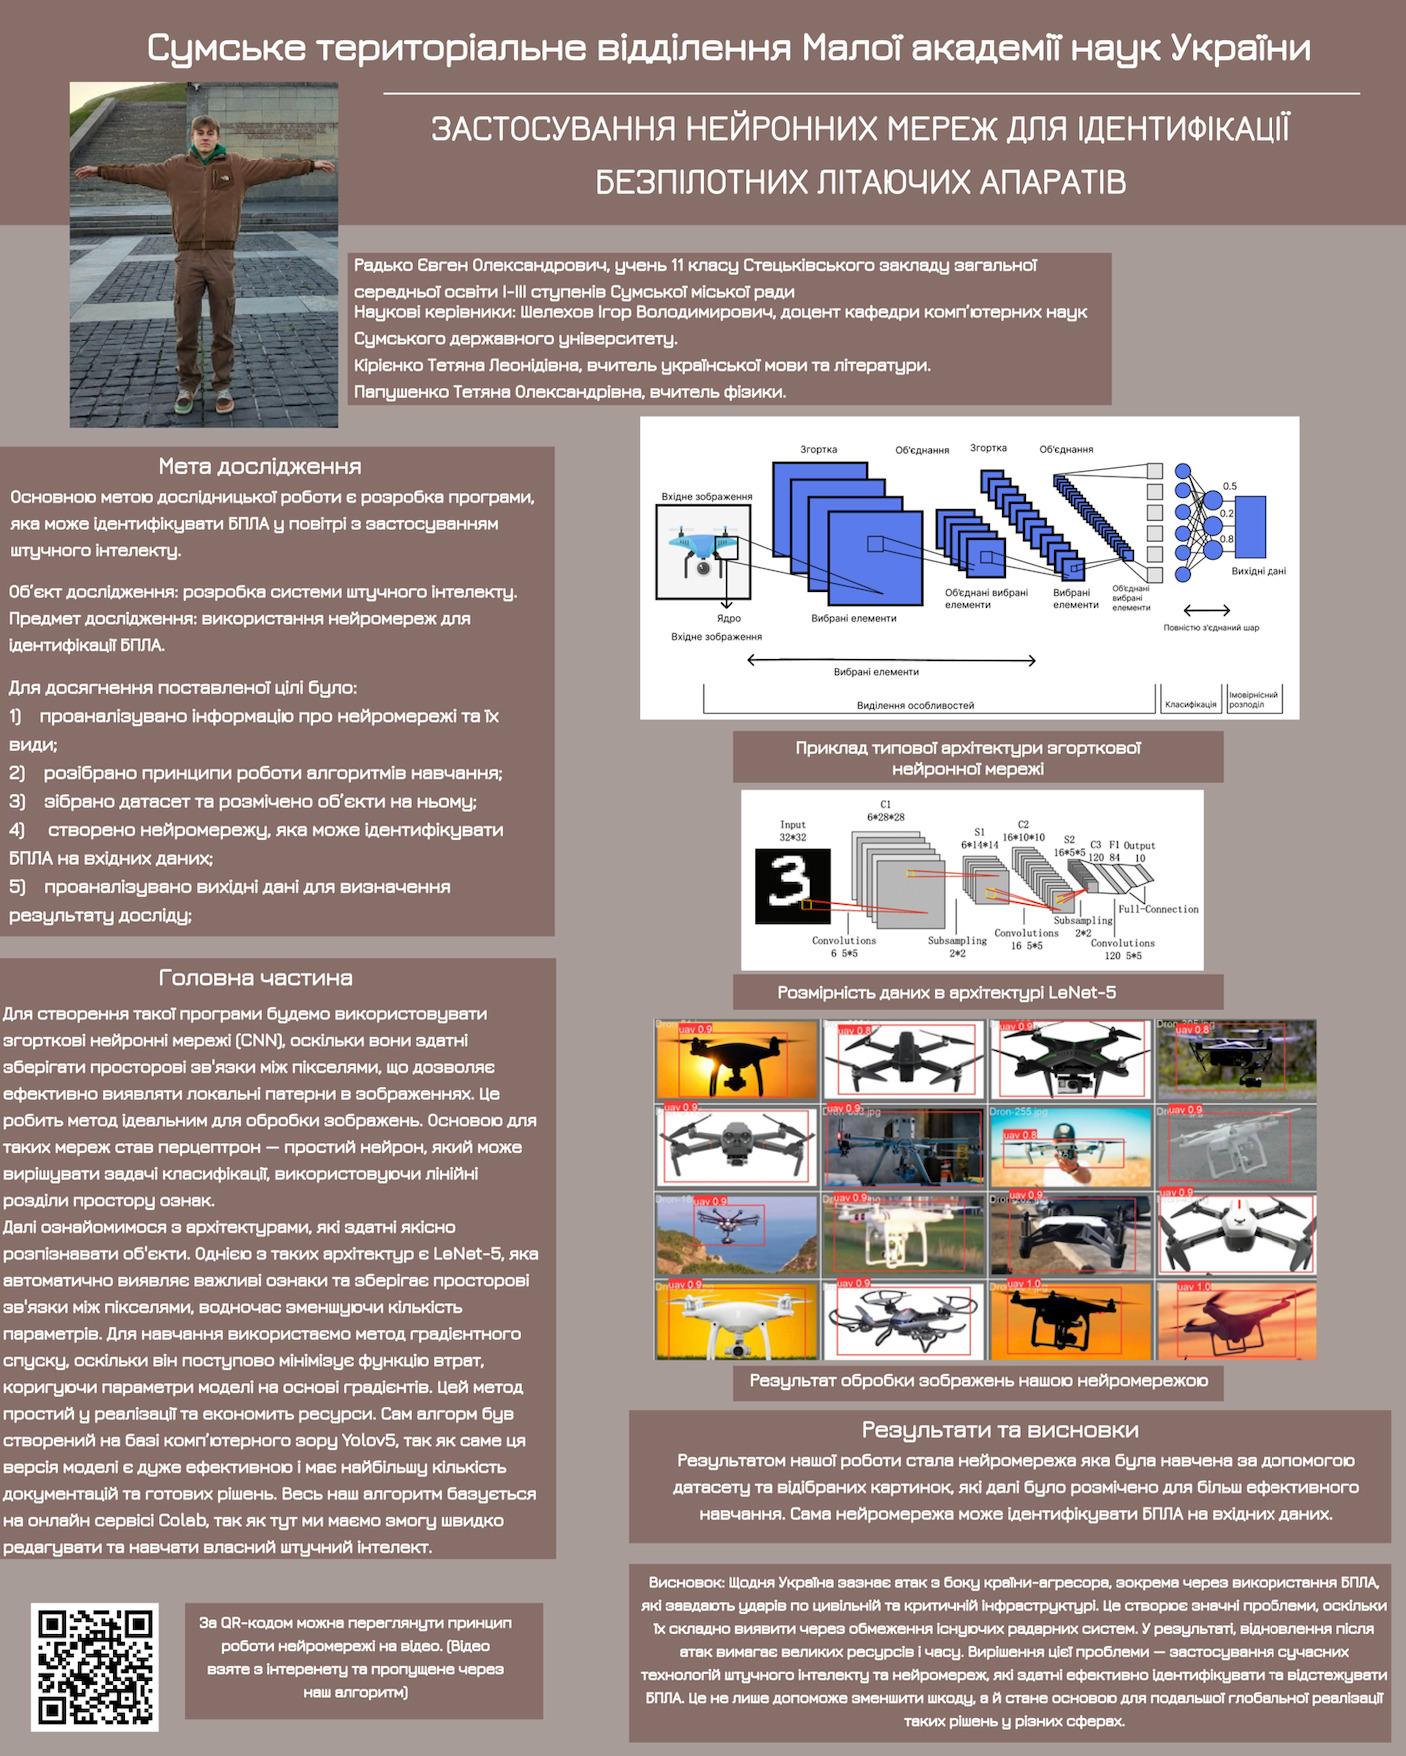 Сумське територіальне відділення Малої академії наук України
ЗАСТОСУВАННЯ НЕЙРОННИХ МЕРЕЖ ДЛЯ ІДЕНТИФІКАЦІЇ
БЕЗПІЛОТНИХ ЛІТАЮЧИХ АПАРАТІВ
Радько Євген Олександрович, учень 11 класу Стецьківського закладу загальної
середньої освіти І-ІІІ ступенів Сумської міської ради
Наукові керівники: Шелехов Ігор Володимирович, доцент кафедри комп’ютерних наук
Сумського державного університету.
Кірієнко Тетяна Леонідівна, вчитель української мови та літератури.
Папушенко Тетяна Олександрівна, вчитель фізики.
Мета дослідження
Основною метою дослідницької роботи є розробка програми,
яка може ідентифікувати БПЛА у повітрі з застосуванням
штучного інтелекту.
Об’єкт дослідження: розробка системи штучного інтелекту.
Предмет дослідження: використання нейромереж для
ідентифікації БПЛА.
Для досягнення поставленої цілі було:
1) проаналізувано інформацію про нейромережі та їх
види;
2) розібрано принципи роботи алгоритмів навчання;
3) зібрано датасет та розмічено об’єкти на ньому;
4) створено нейромережу, яка може ідентифікувати
БПЛА на вхідних даних;
5) проаналізувано вихідні дані для визначення
результату досліду;
Головна частина
Для створення такої програми будемо використовувати
згорткові нейронні мережі (CNN), оскільки вони здатні
зберігати просторові зв'язки між пікселями, що дозволяє
ефективно виявляти локальні патерни в зображеннях. Це
робить метод ідеальним для обробки зображень. Основою для
таких мереж став перцептрон — простий нейрон, який може
вирішувати задачі класифікації, використовуючи лінійні
розділи простору ознак.
Далі ознайомимося з архітектурами, які здатні якісно
розпізнавати об'єкти. Однією з таких архітектур є LeNet-5, яка
автоматично виявляє важливі ознаки та зберігає просторові
зв'язки між пікселями, водночас зменшуючи кількість
параметрів. Для навчання використаємо метод градієнтного
спуску, оскільки він поступово мінімізує функцію втрат,
коригуючи параметри моделі на основі градієнтів. Цей метод
простий у реалізації та економить ресурси. Сам алгорм був
створений на базі комп’ютерного зору Yolov5, так як саме ця
версія моделі є дуже ефективною і має найбільшу кількість
документацій та готових рішень. Весь наш алгоритм базується
на онлайн сервісі Colab, так як тут ми маємо змогу швидко
редагувати та навчати власний штучний інтелект.
За QR-кодом можна переглянути принцип
роботи нейромережі на відео. (Відео
взяте з інтеренету та пропущене через
наш алгоритм)
Згортка
Об'єднання
Згортка
Об'єднання
Вхідне зображення
0.5
0.2
0.8
Вихідні дані
Об'єднані вибрані
елементи
Вибрані
елементи
Об'єднані
вибрані
елементи
Ядро
Вибрані елементи
Повністю з'єднаний шар
Вхідне зображення
Вибрані елементи
Виділення особливостей
Класифікація
Імовірнісний
розподіл
Приклад типової архітектури згорткової
нейронної мережі
Input
32*32
C1
6*28*28
S1
6*14*14
C2
16*10*10
S2
16*5*5
C3
120
F1
84
Output
10
Convolutions
6 5*5
Subsampling
2*2
Convolutions
16 5*5
Subsampling
2*2
Convolutions
120 5*5
Full-Connection
Розмірність даних в архітектурі LeNet-5
uav 0.9
uav 0.8
uav 0.9
uav 0.8
uav 0.9
uav 0.9
Dron-255.jpg
uav 0.8
uav 0.9
uav 0.9
uav 0.9
uav 0.9
uav 0.9
uav 0.9
uav 0.9
uav 1.0
uav 1.0
Результат обробки зображень нашою нейромережою
Результати та висновки
Результатом нашої роботи стала нейромережа яка була навчена за допомогою
датасету та відібраних картинок, які далі було розмічено для більш ефективного
навчання. Сама нейромережа може ідентифікувати БПЛА на вхідних даних.
Висновок: Щодня Україна зазнає атак з боку країни-агресора, зокрема через використання БПЛА,
які завдають ударів по цивільній та критичній інфраструктурі. Це створює значні проблеми, оскільки
їх складно виявити через обмеження існуючих радарних систем. У результаті, відновлення після
атак вимагає великих ресурсів і часу. Вирішення цієї проблеми — застосування сучасних
технологій штучного інтелекту та нейромереж, які здатні ефективно ідентифікувати та відстежувати
БПЛА. Це не лише допоможе зменшити шкоду, а й стане основою для подальшої глобальної реалізації
таких рішень у різних сферах.